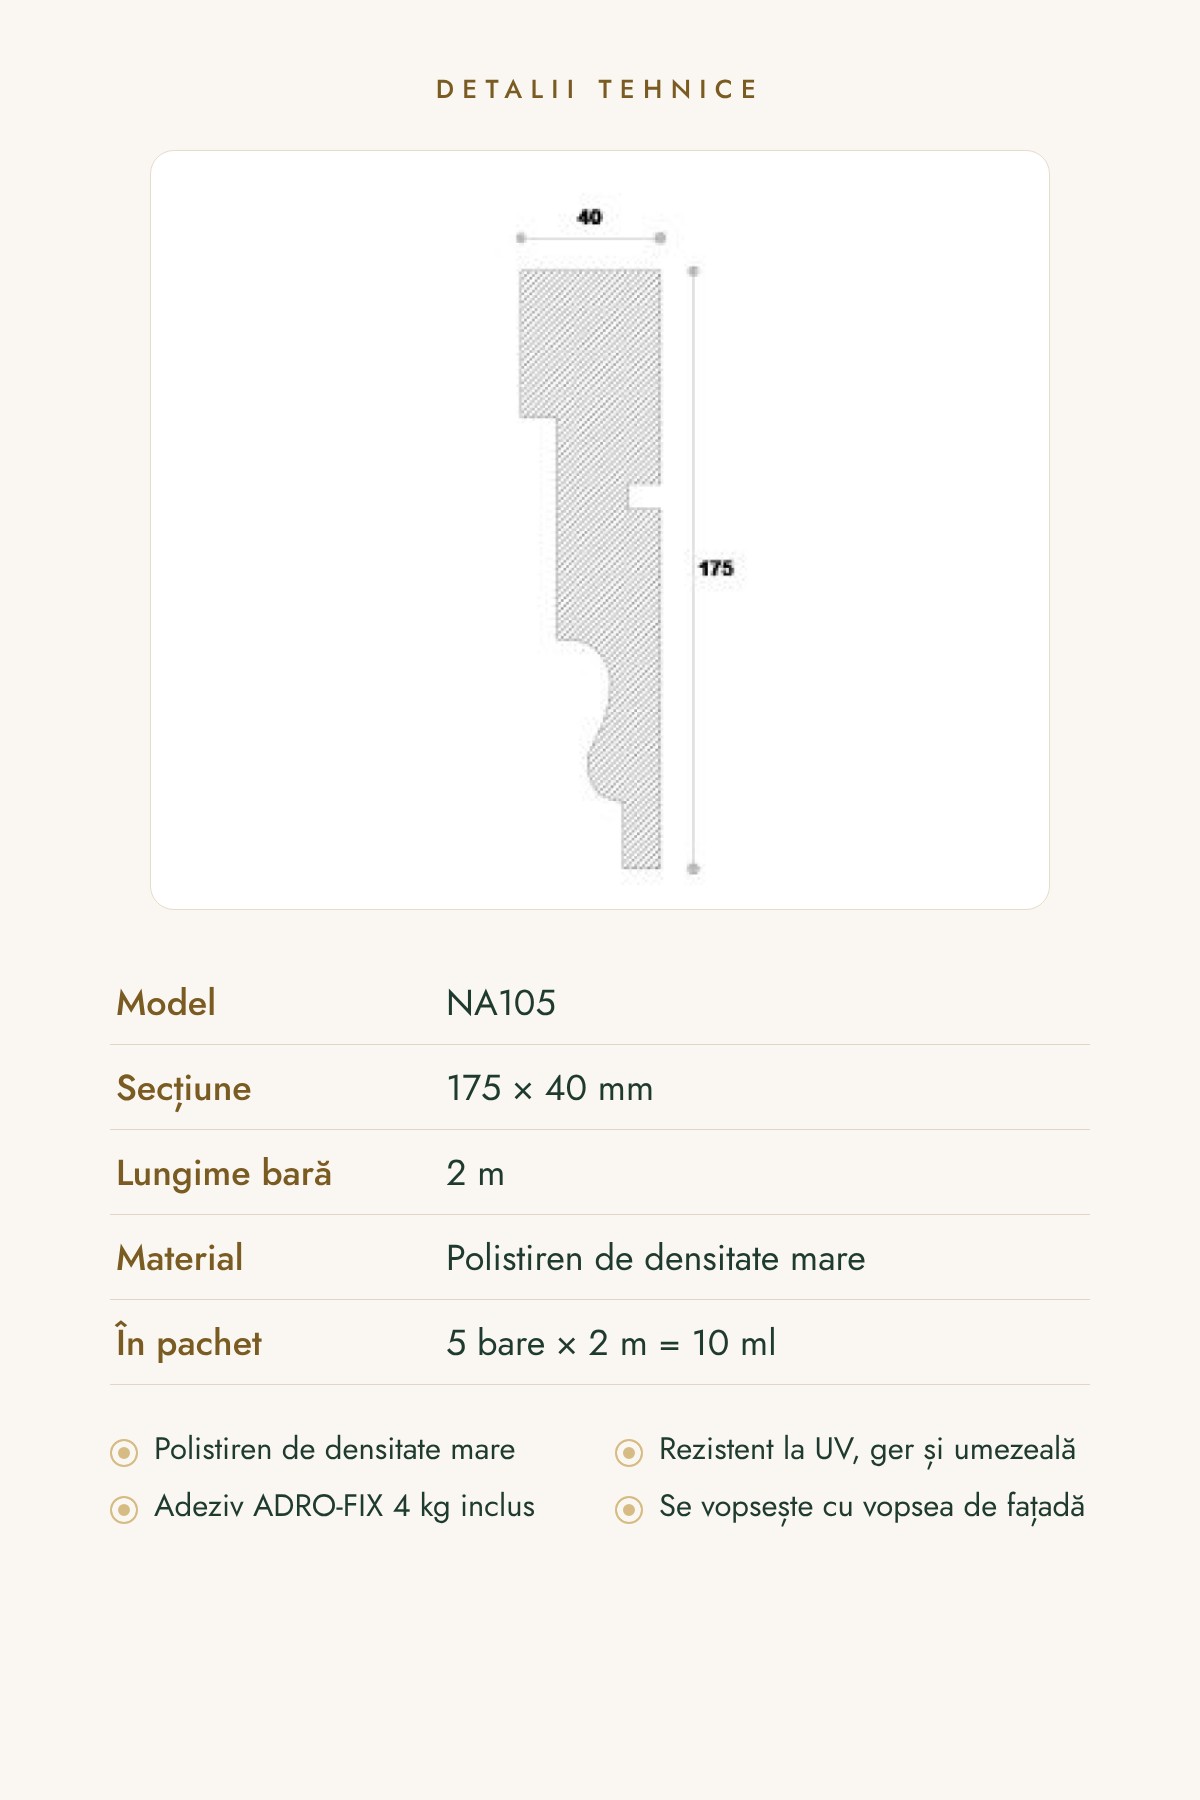 DETALII TEHNICE
40
175
Model NA105
Secțiune 175 × 40 mm
Lungime bară 2 m
Material Polistiren de densitate mare
În pachet 5 bare × 2 m = 10 ml
Polistiren de densitate mare Rezistent la UV, ger și umezeală
Adeziv ADRO-FIX 4 kg inclus Se vopsește cu vopsea de fațadă